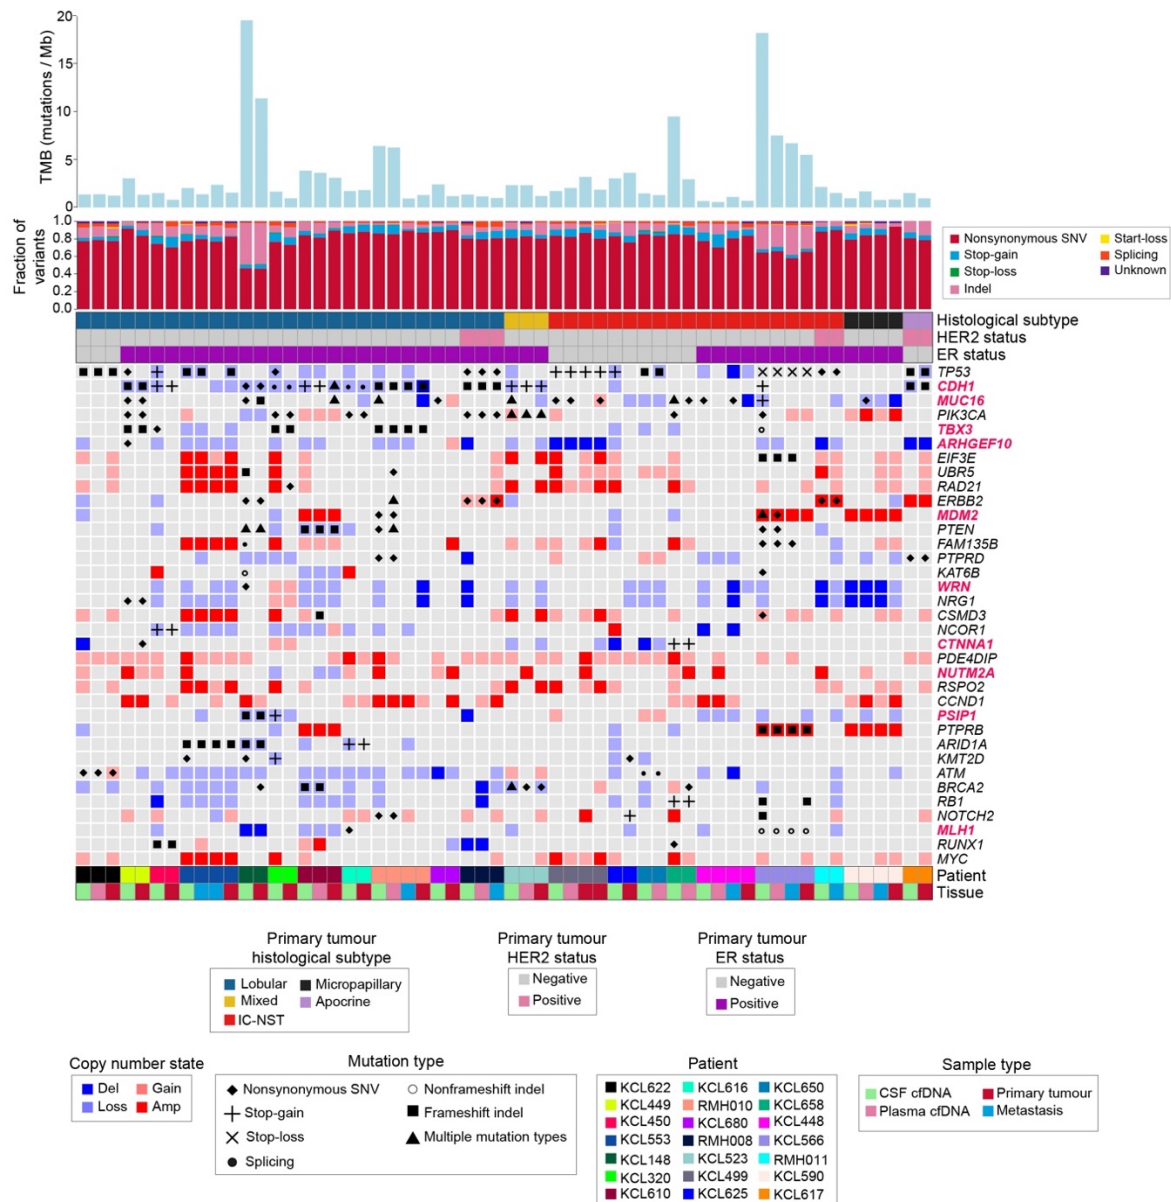 20
15
10
5
0
TMB (mutations / Mb)
1.0
0.8
0.6
0.4
0.2
0.0
Fraction of
variants
Nonsynonymous SNV
Start-loss
Stop-gain
Splicing
Stop-loss
Unknown
Indel
Histological subtype
HER2 status
ER status
TP53
CDH1
MUC16
PIK3CA
TBX3
ARHGEF10
EIF3E
UBR5
RAD21
ERBB2
MDM2
PTEN
FAM135B
PTPRD
KAT6B
WRN
NRG1
CSMD3
NCOR1
CTNNA1
PDE4DIP
NUTM2A
RSPO2
CCND1
PSIP1
PTPRB
ARID1A
KMT2D
ATM
BRCA2
RB1
NOTCH2
MLH1
RUNX1
MYC
Patient
Tissue
Primary tumour
histological subtype
Lobular
Micropapillary
Mixed
Apocrine
IC-NST
Primary tumour
HER2 status
Negative
Positive
Primary tumour
ER status
Negative
Positive
Copy number state
Del
Gain
Loss
Amp
Mutation type
Nonsynonymous SNV
Nonframeshift indel
Stop-gain
Frameshift indel
Stop-loss
Multiple mutation types
Splicing
Patient
KCL622 KCL616 KCL650
KCL449 RMH010 KCL658
KCL450 KCL680 KCL448
KCL553 RMH008 KCL566
KCL148 KCL523 RMH011
KCL320 KCL499 KCL590
KCL610 KCL625 KCL617
Sample type
CSF cfDNA
Primary tumour
Plasma cfDNA
Metastasis